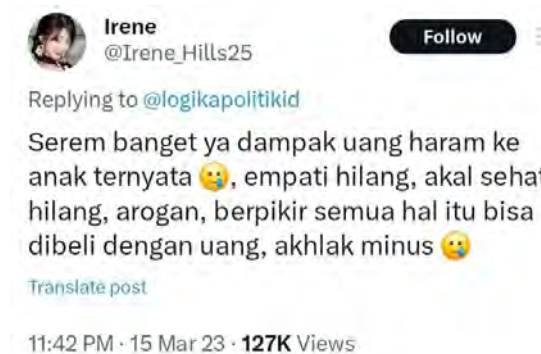 Irene
@Irene_Hills25
Follow
Replying to @logikapolitikid
Serem banget ya dampak uang haram ke
anak ternyata 🥲, empati hilang, akal sehat
hilang, arogan, berpikir semua hal itu bisa
dibeli dengan uang, akhlak minus 🥲
Translate post
11:42 PM · 15 Mar 23 · 127K Views